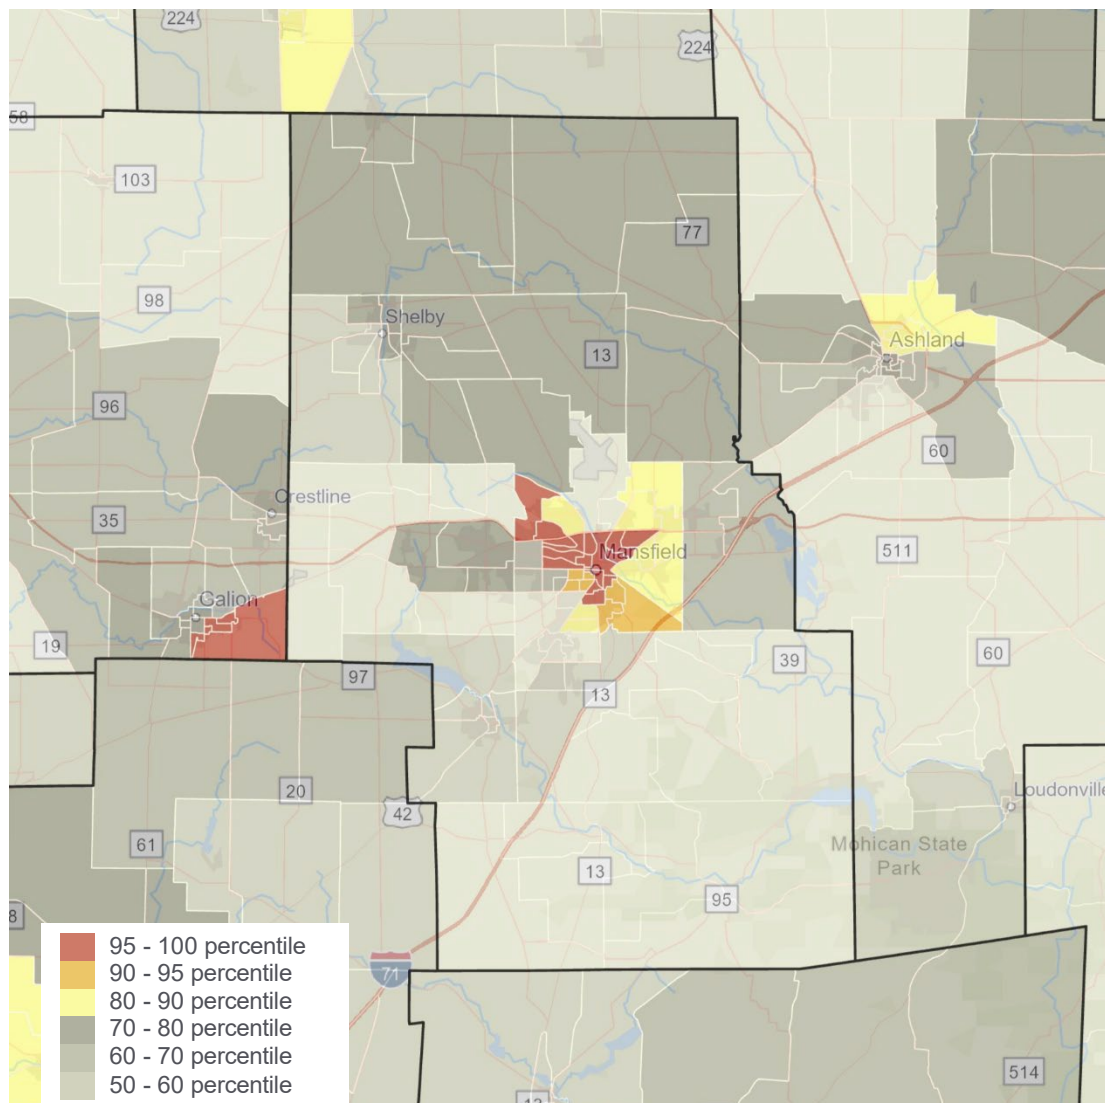 224
224
58
103
77
98
Shelby
13
Ashland
96
60
Crestline
35
511
Mansfield
Galion
19
60
39
97
13
20
42
Loudonville
61
Mohican State
Park
13
95
8
71
95 - 100 percentile
90 - 95 percentile
80 - 90 percentile
70 - 80 percentile
60 - 70 percentile
50 - 60 percentile
514
13